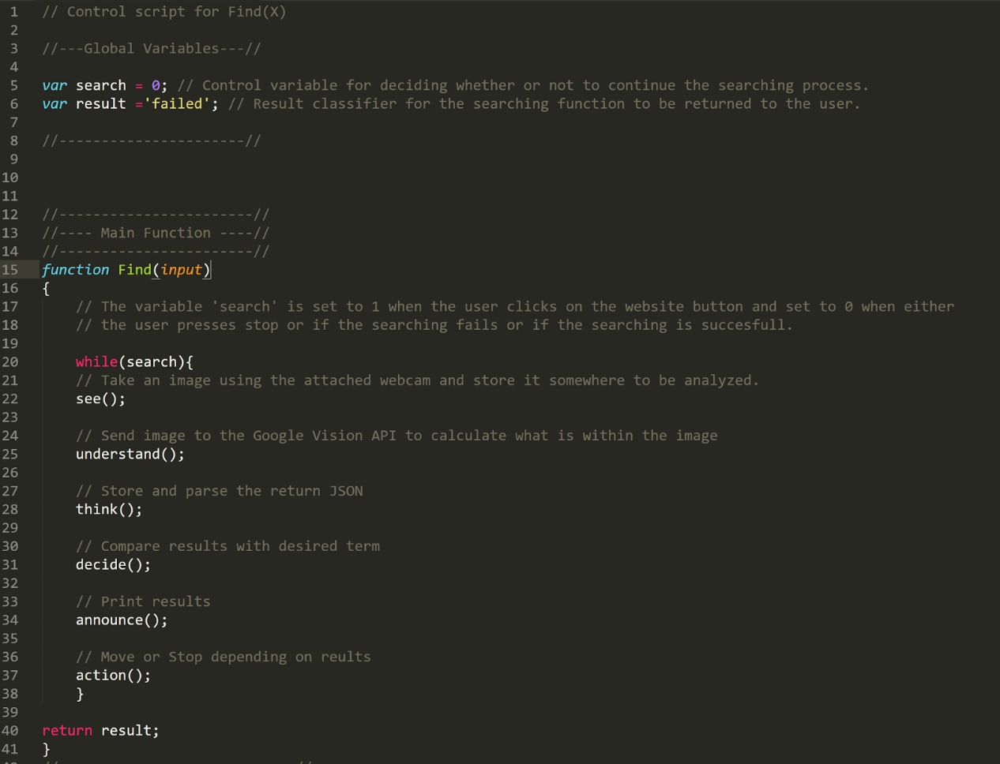 1 // Control script for Find(X)
2
3 //---Global Variables---//
4
5 var search = 0; // Control variable for deciding whether or not to continue the searching process.
6 var result ='failed'; // Result classifier for the searching function to be returned to the user.
7
8 //----------------------//
9
10
11
12 //-----------------------//
13 //---- Main Function ----//
14 //-----------------------//
15 function Find(input)
16 {
17 // The variable 'search' is set to 1 when the user clicks on the website button and set to 0 when either
18 // the user presses stop or if the searching fails or if the searching is succesfull.
19
20 while(search){
21 // Take an image using the attached webcam and store it somewhere to be analyzed.
22 see();
23
24 // Send image to the Google Vision API to calculate what is within the image
25 understand();
26
27 // Store and parse the return JSON
28 think();
29
30 // Compare results with desired term
31 decide();
32
33 // Print results
34 announce();
35
36 // Move or Stop depending on reults
37 action();
38 }
39
40 return result;
41 }